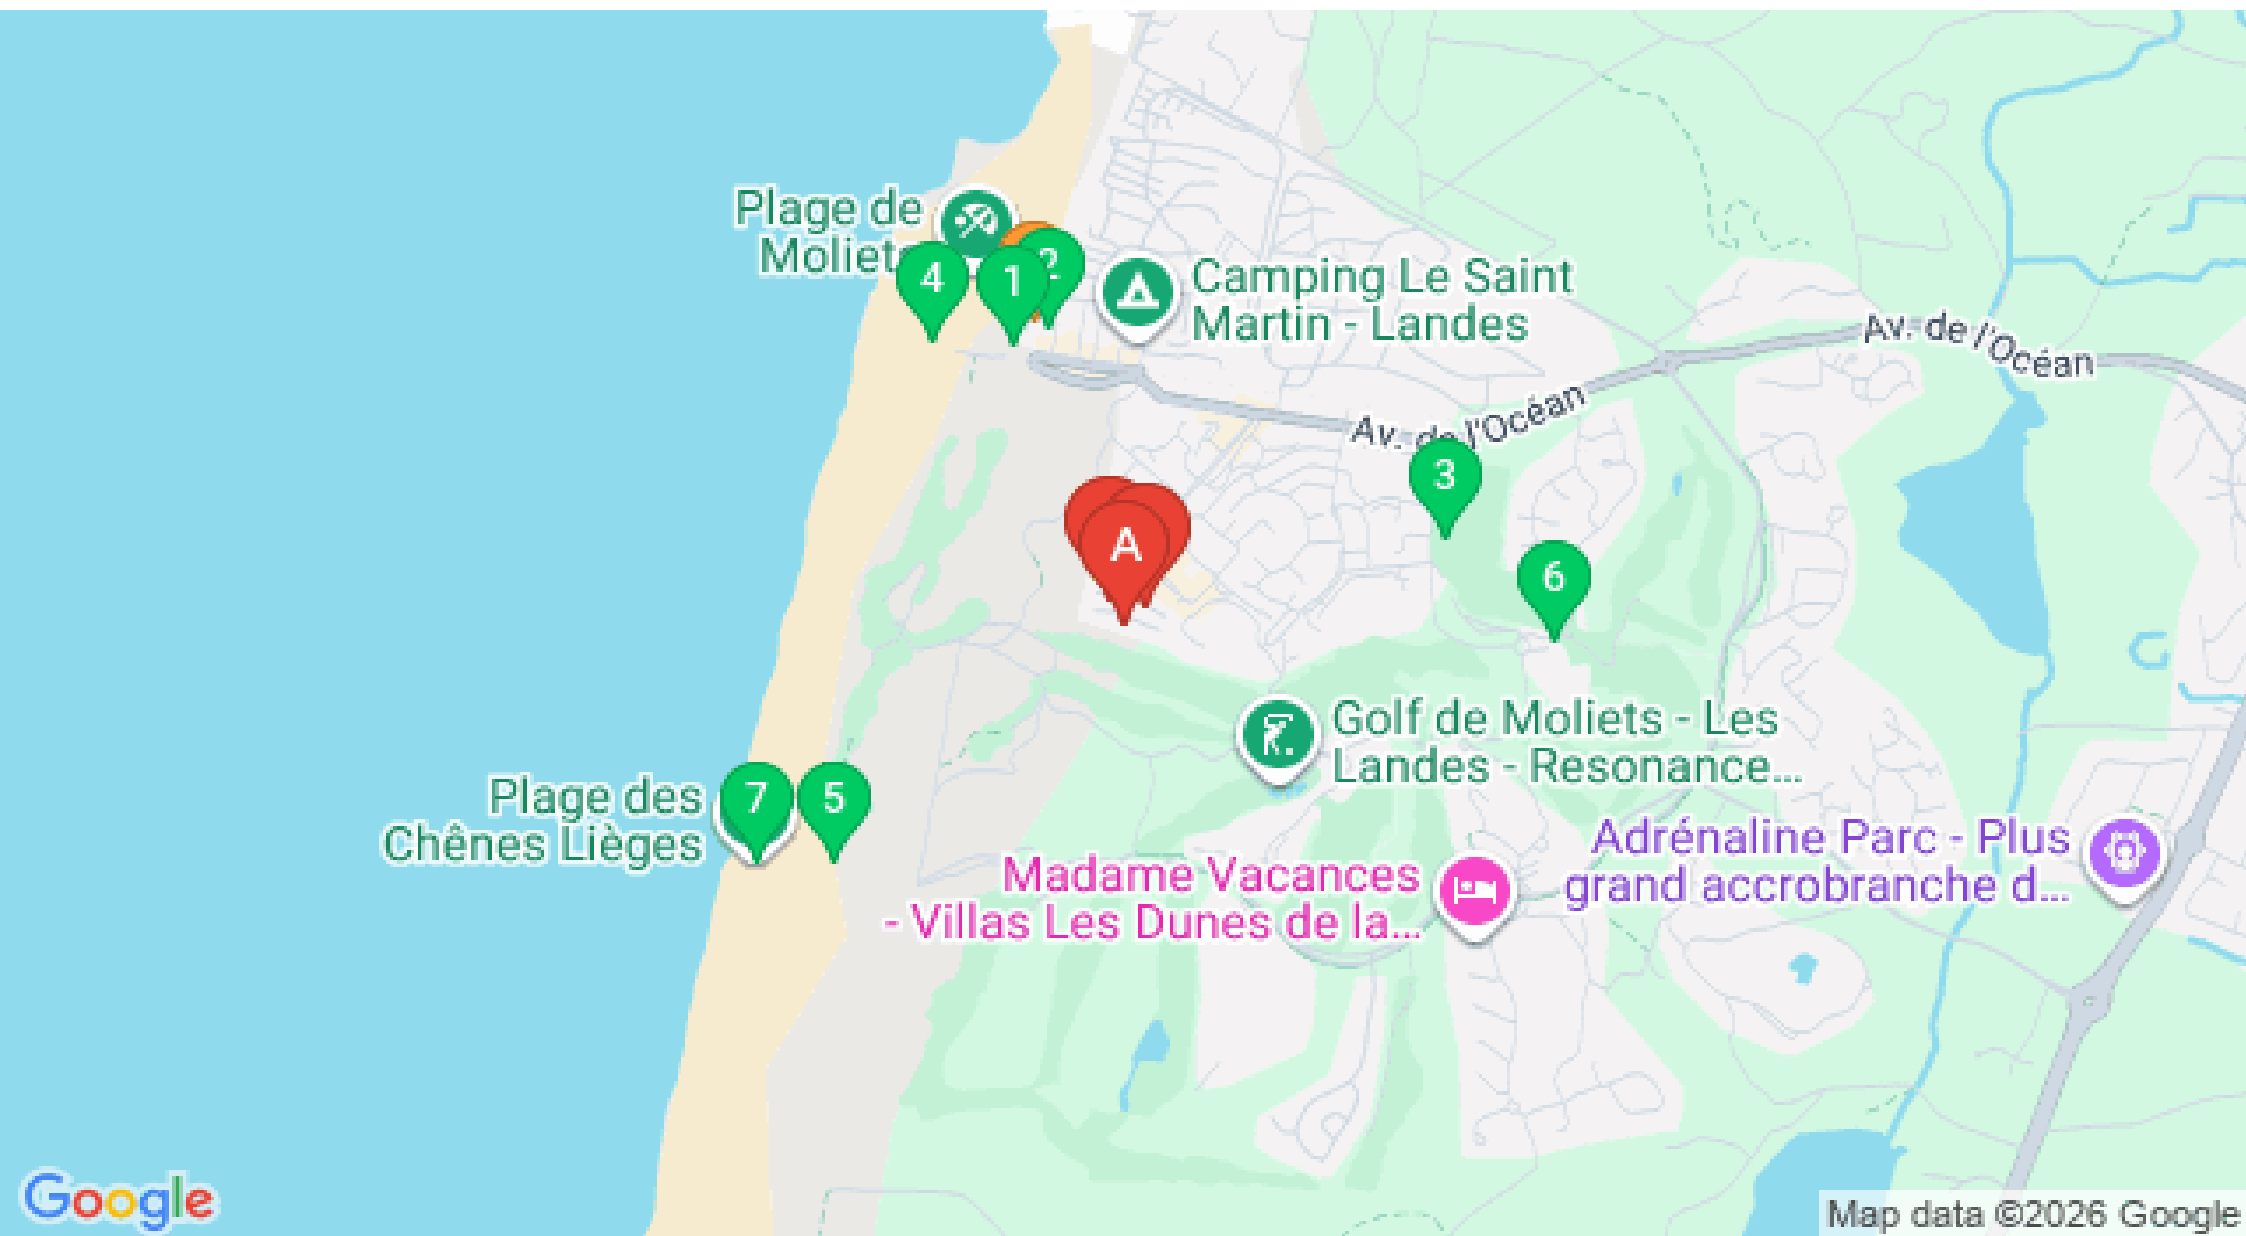 Plage de
Moliets
4
1
2
Camping Le Saint
Martin - Landes
Av. de l'Océan
Av. de l'Océan
3
A
6
Golf de Moliets - Les
Landes - Resonance...
Plage des
Chênes Lièges
7
5
Madame Vacances
- Villas Les Dunes de la...
Adrénaline Parc - Plus
grand accrobranche d...
Google
Map data ©2026 Google